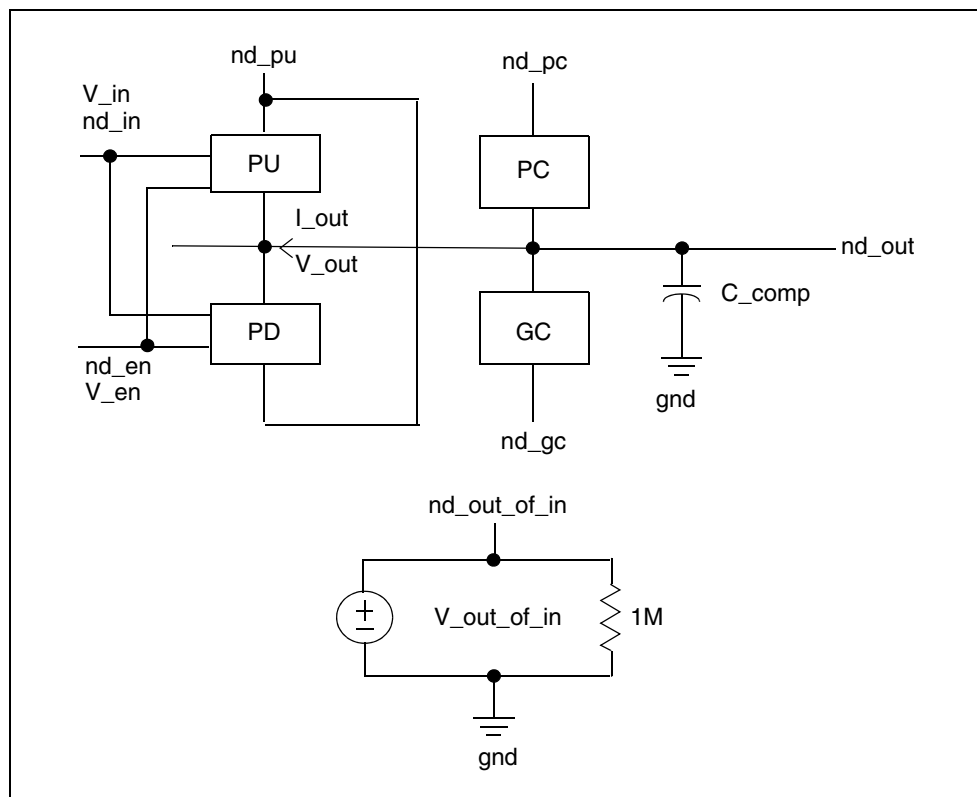 nd_pu
nd_pc
V_in
nd_in
PU
PC
I_out
V_out
nd_out
C_comp
PD
GC
nd_en
V_en
gnd
nd_gc
nd_out_of_in
+
–
V_out_of_in
1M
gnd